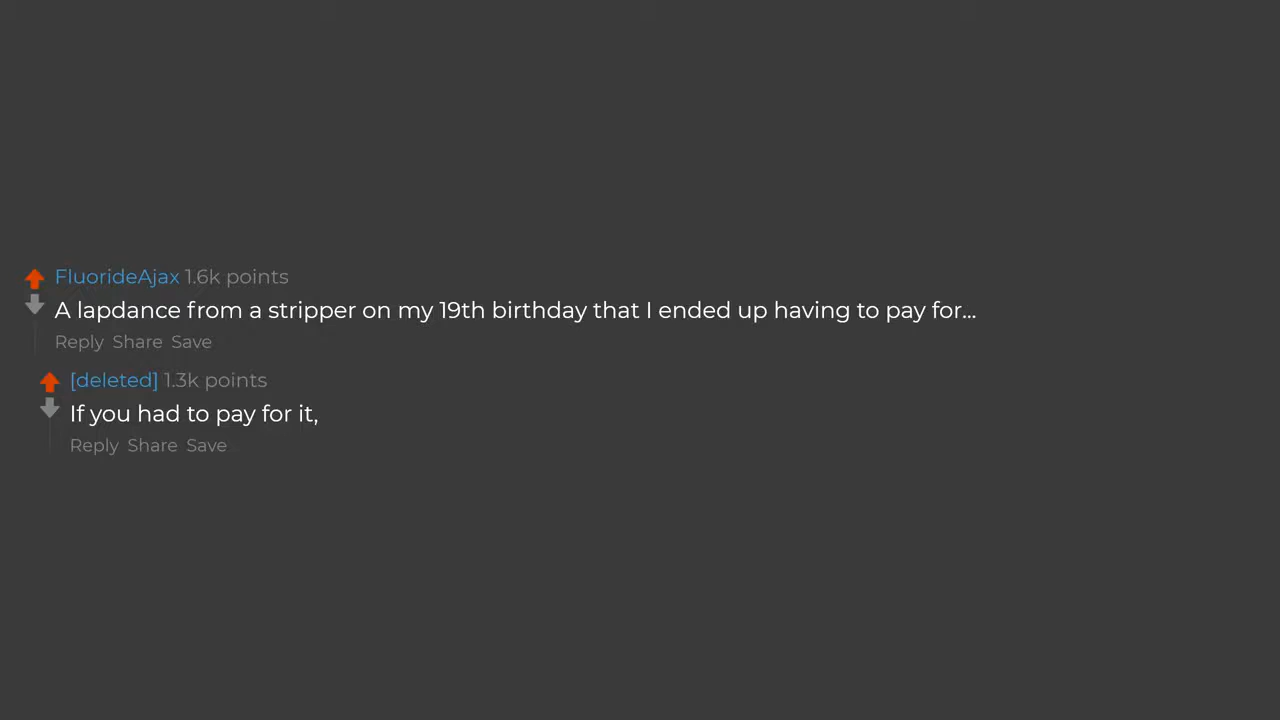 FluorideAjax 1.6k points
A lapdance from a stripper on my 19th birthday that I ended up having to pay for...
Reply Share Save
[deleted] 1.3k points
If you had to pay for it,
Reply Share Save